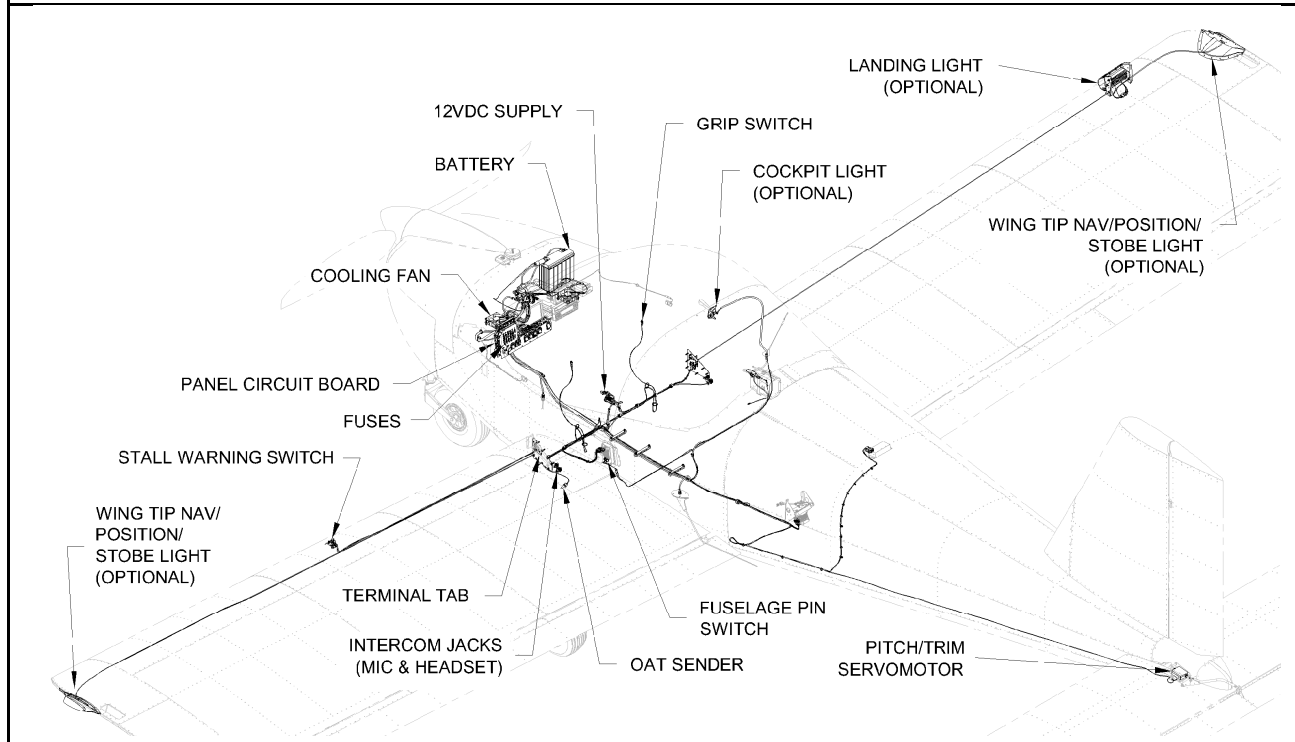 LANDING LIGHT
(OPTIONAL)
12VDC SUPPLY
GRIP SWITCH
BATTERY
COCKPIT LIGHT
(OPTIONAL)
WING TIP NAV/POSITION/
STOBE LIGHT
(OPTIONAL)
COOLING FAN
PANEL CIRCUIT BOARD
FUSES
STALL WARNING SWITCH
WING TIP NAV/
POSITION/
STOBE LIGHT
(OPTIONAL)
TERMINAL TAB
INTERCOM JACKS
(MIC & HEADSET)
OAT SENDER
FUSELAGE PIN
SWITCH
PITCH/TRIM
SERVOMOTOR